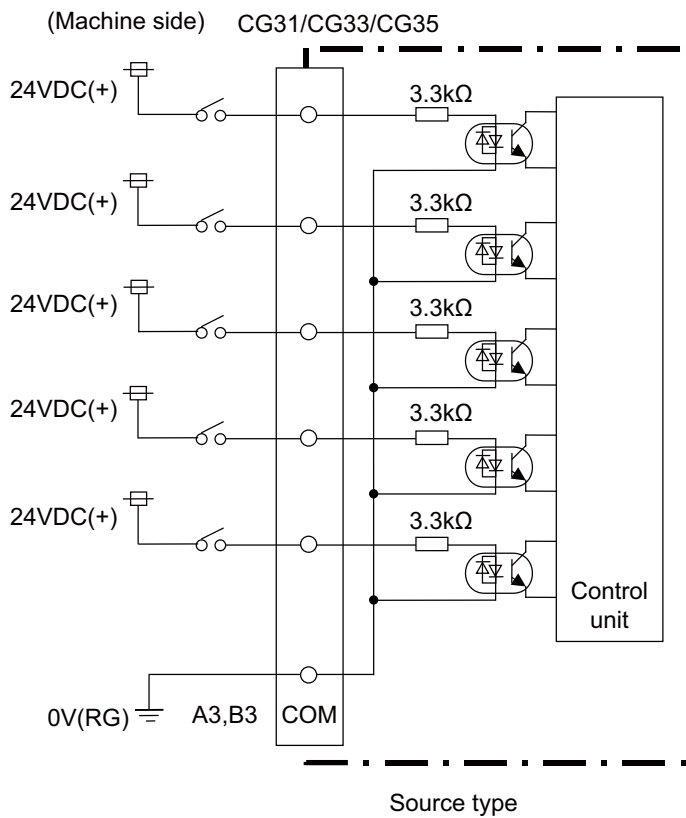 (Machine side) CG31/CG33/CG35
24VDC(+)
3.3kΩ
24VDC(+)
3.3kΩ
24VDC(+)
3.3kΩ
24VDC(+)
3.3kΩ
24VDC(+)
3.3kΩ
Control
unit
0V(RG) A3,B3 COM
Source type